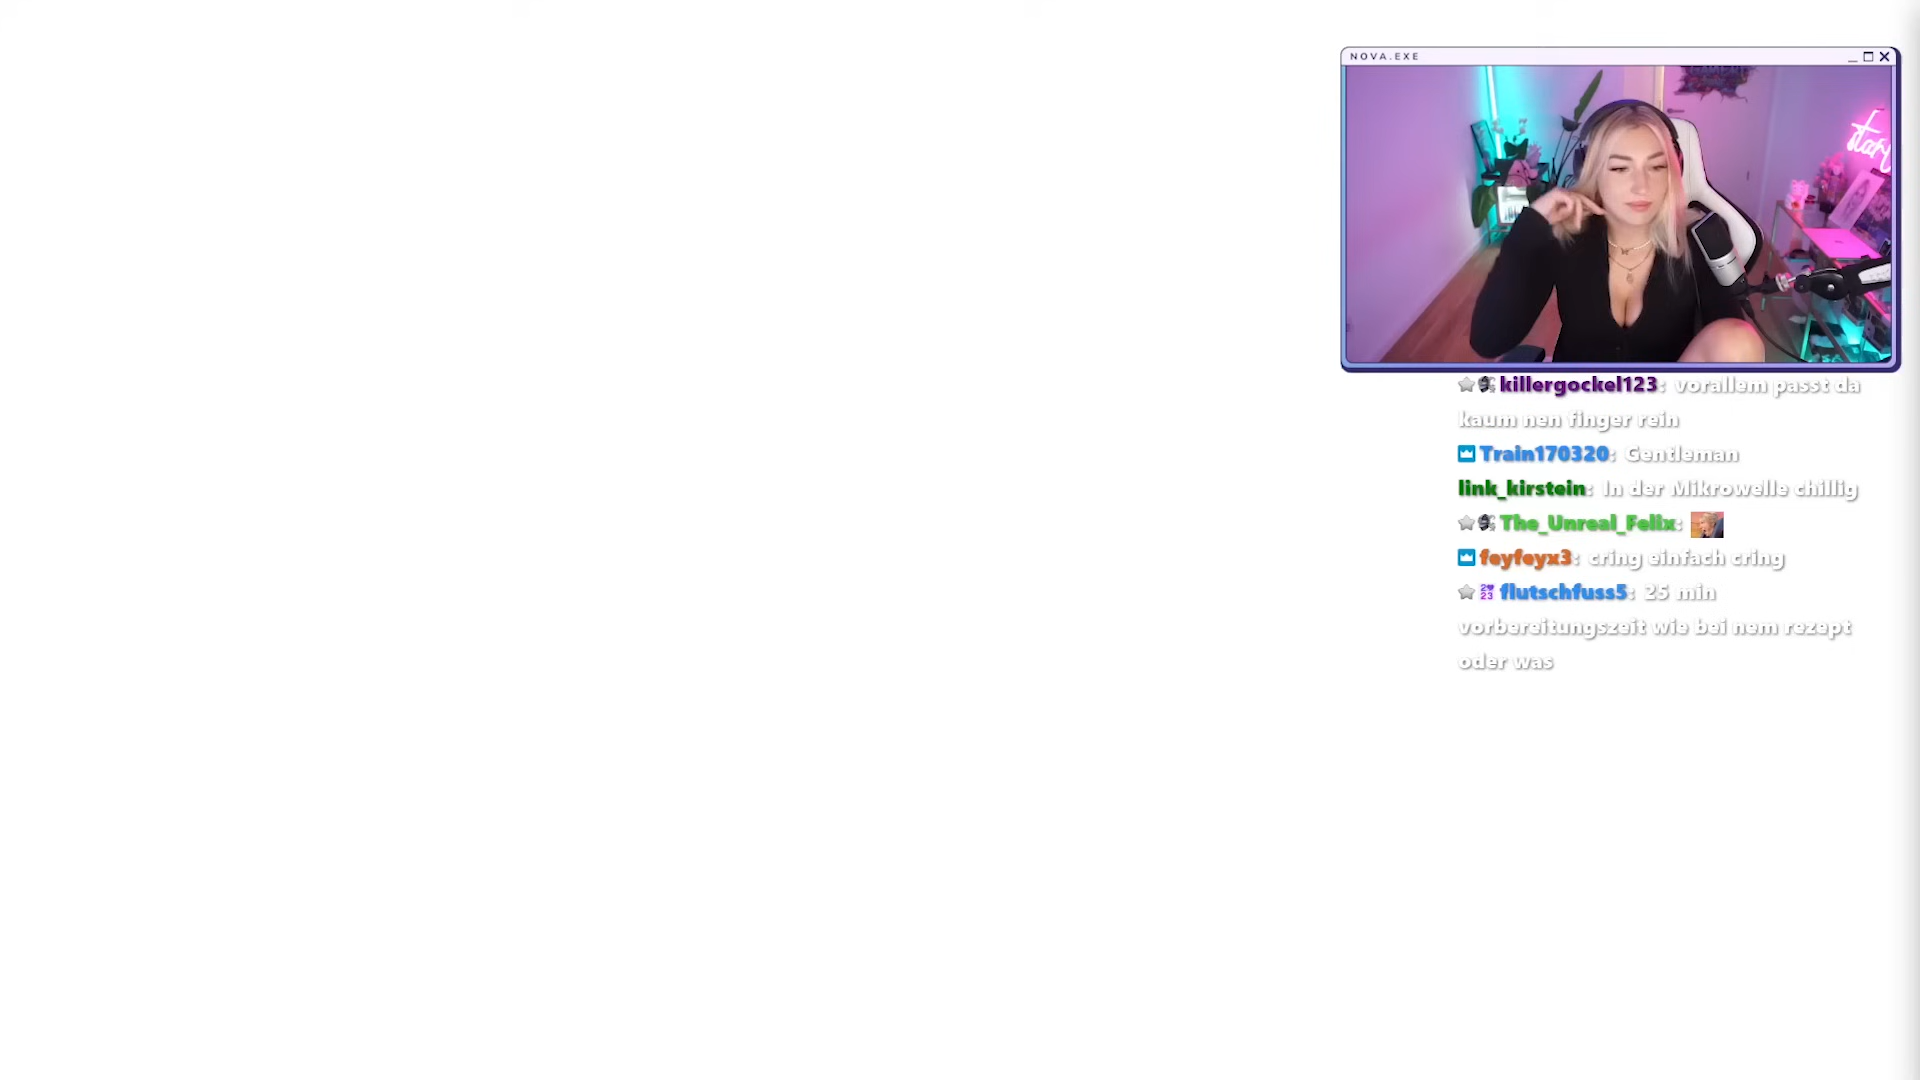 NOVA.EXE
start
killergockel123: vorallem passt da
kaum nen finger rein
Train170320: Gentleman
link_kirstein: In der Mikrowelle chillig
The_Unreal_Felix:
feyfeyx3: cring einfach cring
flutschfuss5: 25 min
vorbereitungszeit wie bei nem rezept
oder was